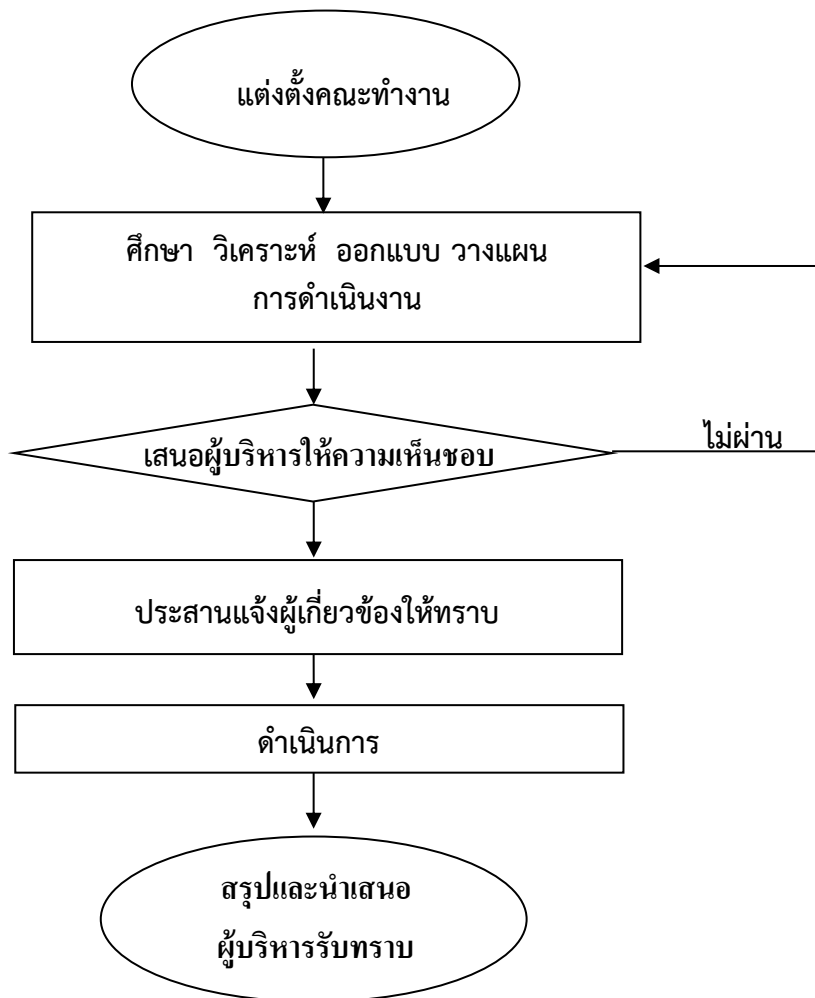 แต่งตั้งคณะทำงาน
ศึกษา วิเคราะห์ ออกแบบ วางแผน
การดำเนินงาน
เสนอผู้บริหารให้ความเห็นชอบ
ไม่ผ่าน
ประสานแจ้งผู้เกี่ยวข้องให้ทราบ
ดำเนินการ
สรุปและนำเสนอ
ผู้บริหารรับทราบ